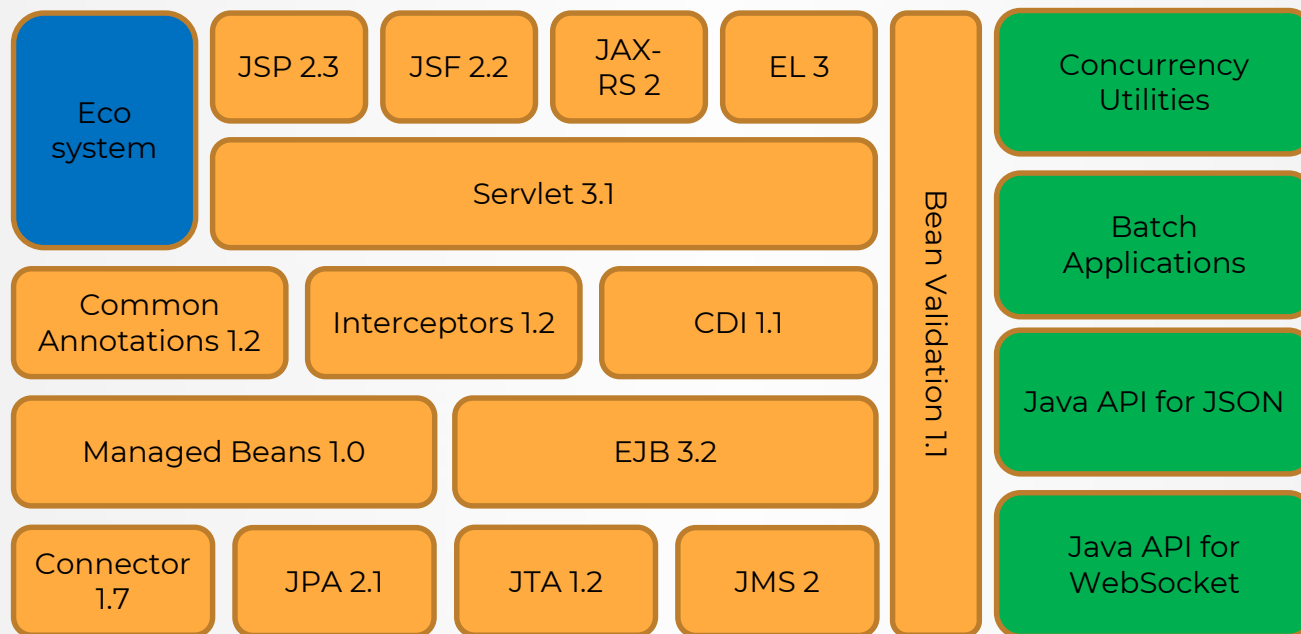 Eco
system
JSP 2.3
JSF 2.2
JAX-
RS 2
EL 3
Servlet 3.1
Common
Annotations 1.2
Interceptors 1.2
CDI 1.1
Managed Beans 1.0
EJB 3.2
Connector
1.7
JPA 2.1
JTA 1.2
JMS 2
Bean Validation 1.1
Concurrency
Utilities
Batch
Applications
Java API for JSON
Java API for
WebSocket